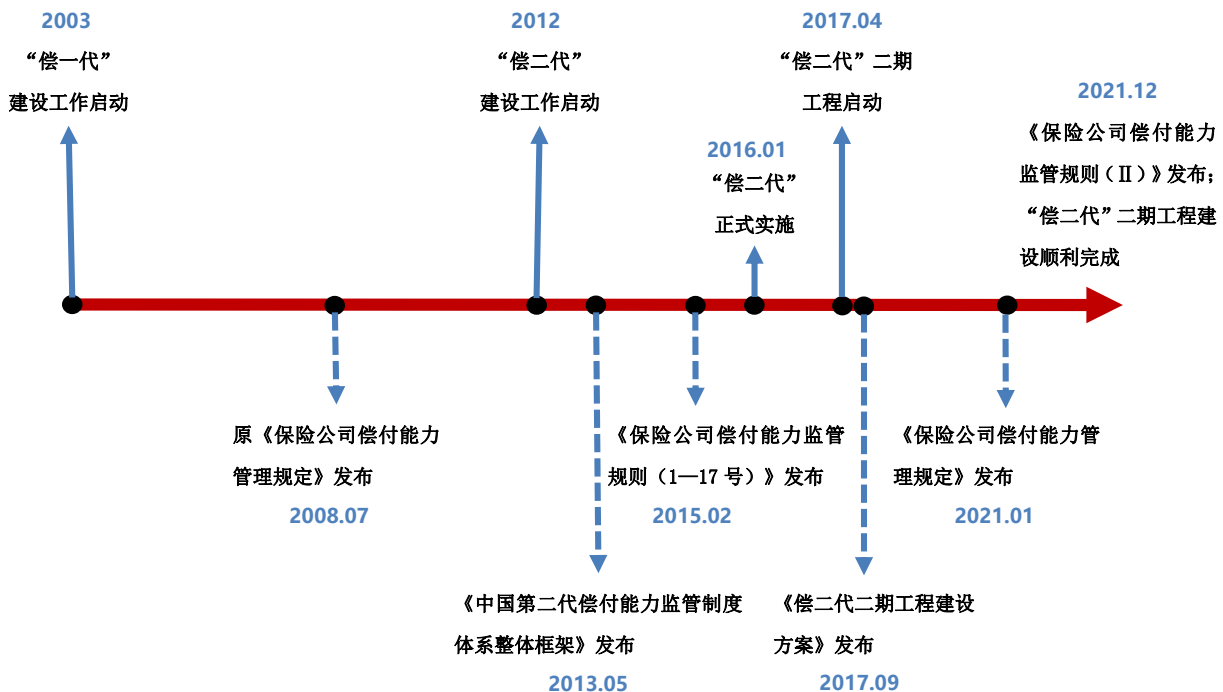 2003
“偿一代”
建设工作启动
2012
“偿二代”
建设工作启动
2017.04
“偿二代”二期
工程启动
2016.01
“偿二代”
正式实施
2021.12
《保险公司偿付能力
监管规则（Ⅱ）》发布；
“偿二代”二期工程建
设顺利完成
原《保险公司偿付能力
管理规定》发布
2008.07
《保险公司偿付能力监管
规则（1—17 号）》发布
2015.02
《保险公司偿付能力管
理规定》发布
2021.01
《中国第二代偿付能力监管制度
体系整体框架》发布
2013.05
《偿二代二期工程建设
方案》发布
2017.09